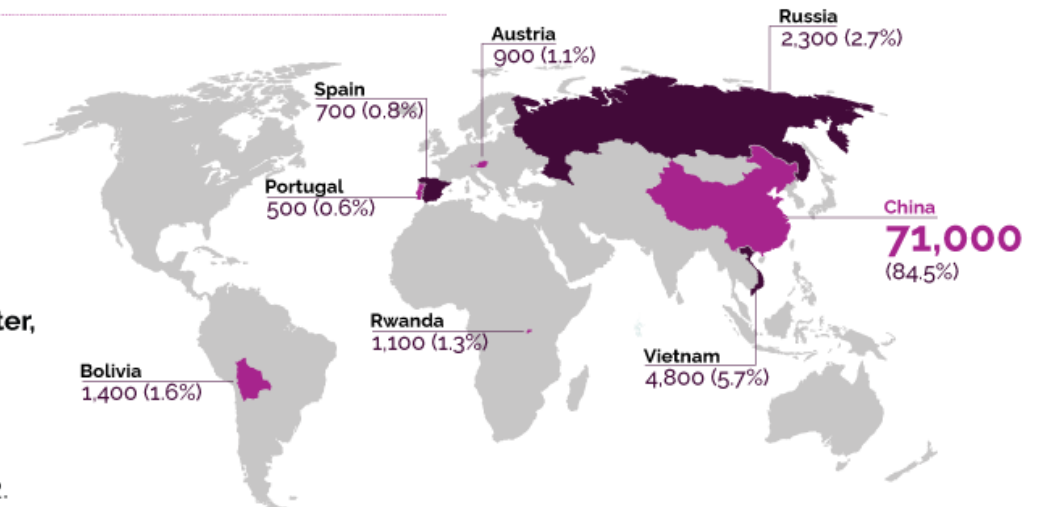 Russia
2,300 (2.7%)
Austria
900 (1.1%)
Spain
700 (0.8%)
Portugal
500 (0.6%)
China
71,000
(84.5%)
ter,
Rwanda
1,100 (1.3%)
Vietnam
4,800 (5.7%)
Bolivia
1,400 (1.6%)